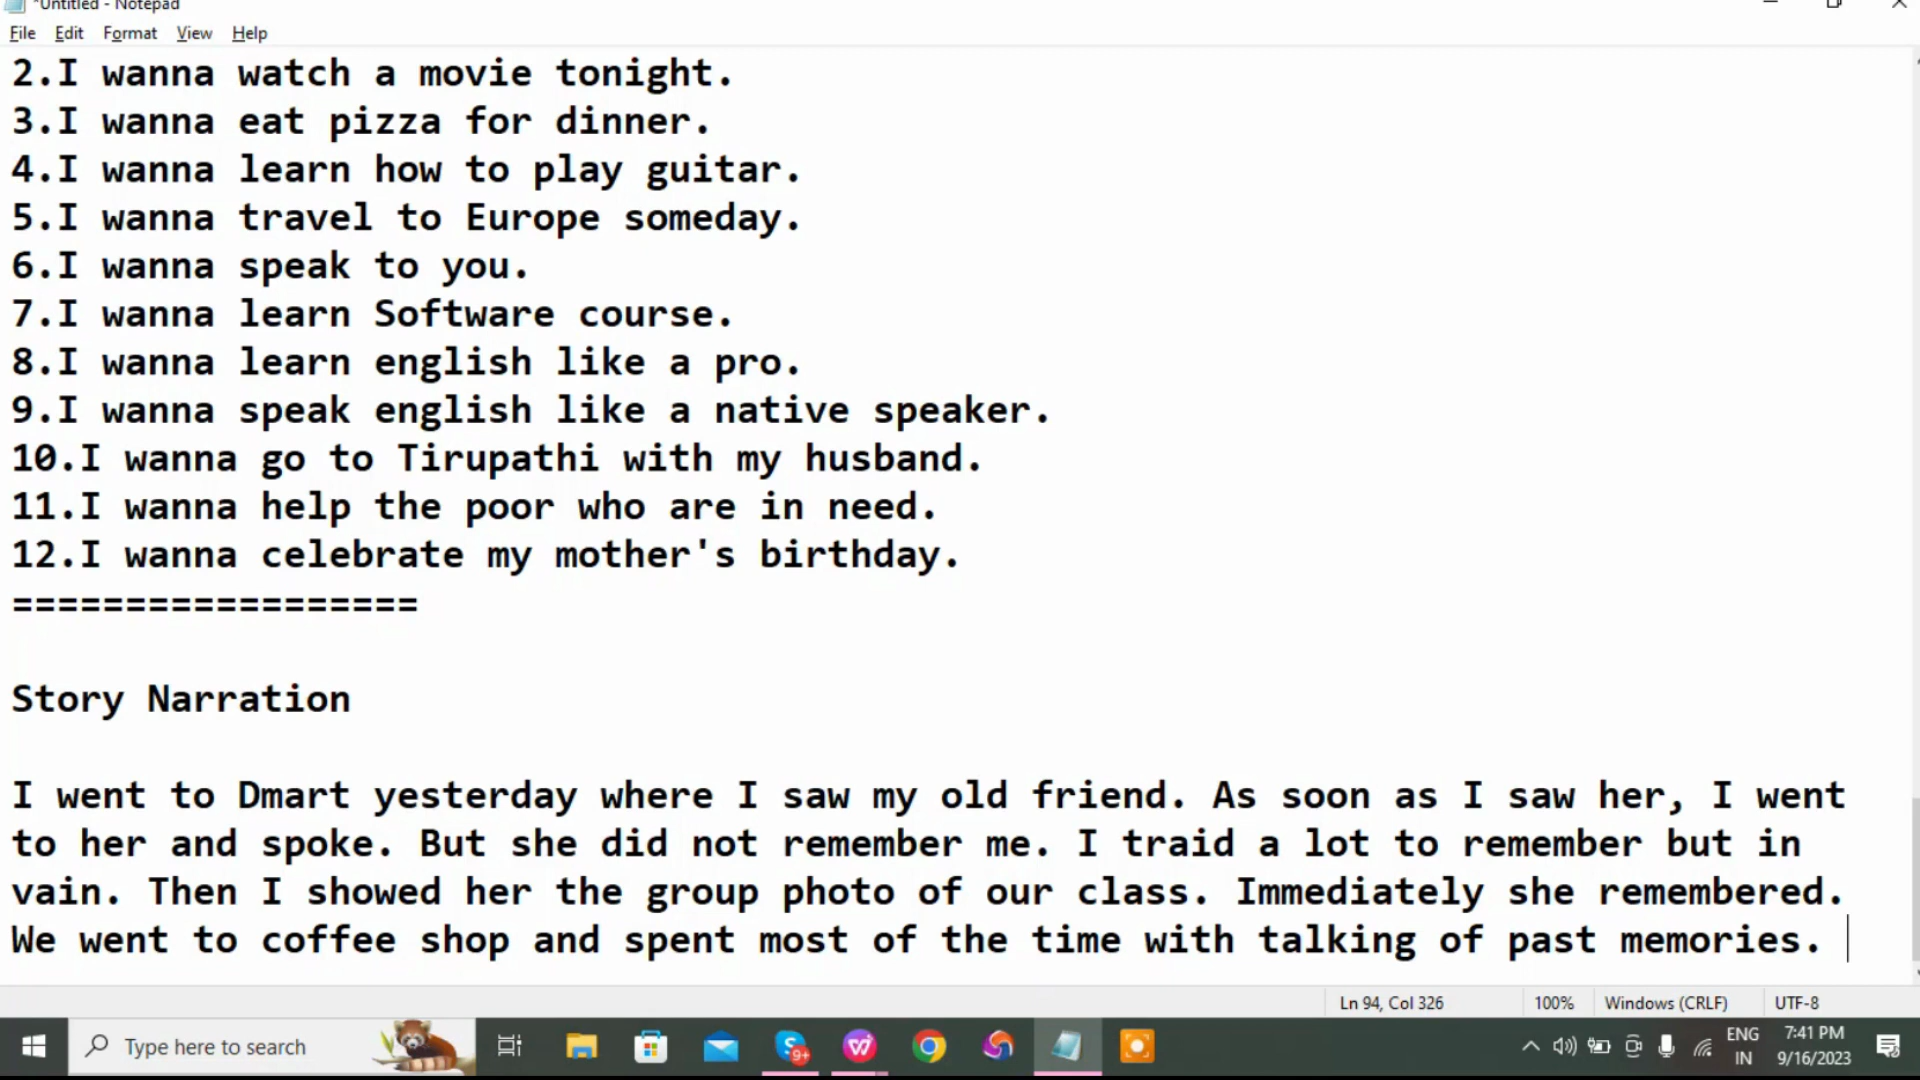 *Untitled - Notepad
File Edit Format View Help
2.I wanna watch a movie tonight.
3.I wanna eat pizza for dinner.
4.I wanna learn how to play guitar.
5.I wanna travel to Europe someday.
6.I wanna speak to you.
7.I wanna learn Software course.
8.I wanna learn english like a pro.
9.I wanna speak english like a native speaker.
10.I wanna go to Tirupathi with my husband.
11.I wanna help the poor who are in need.
12.I wanna celebrate my mother's birthday.
==================
Story Narration
I went to Dmart yesterday where I saw my old friend. As soon as I saw her, I went
to her and spoke. But she did not remember me. I traid a lot to remember but in
vain. Then I showed her the group photo of our class. Immediately she remembered.
We went to coffee shop and spent most of the time with talking of past memories.
Ln 94, Col 326 100% Windows (CRLF) UTF-8
Type here to search
S 9+
ENG 7:41 PM
IN 9/16/2023